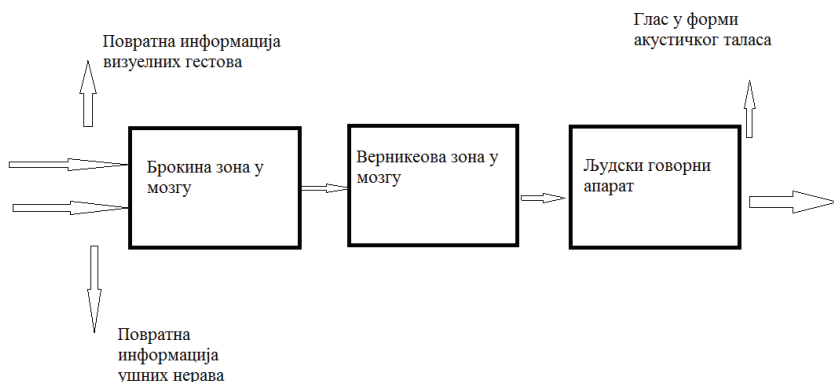 Повратна информација
визуелних гестова
Глас у форми
акустичког таласа
Брокина зона у
мозгу
Верникеова зона у
мозгу
Људски говорни
апарат
Повратна
информација
ушних нерава